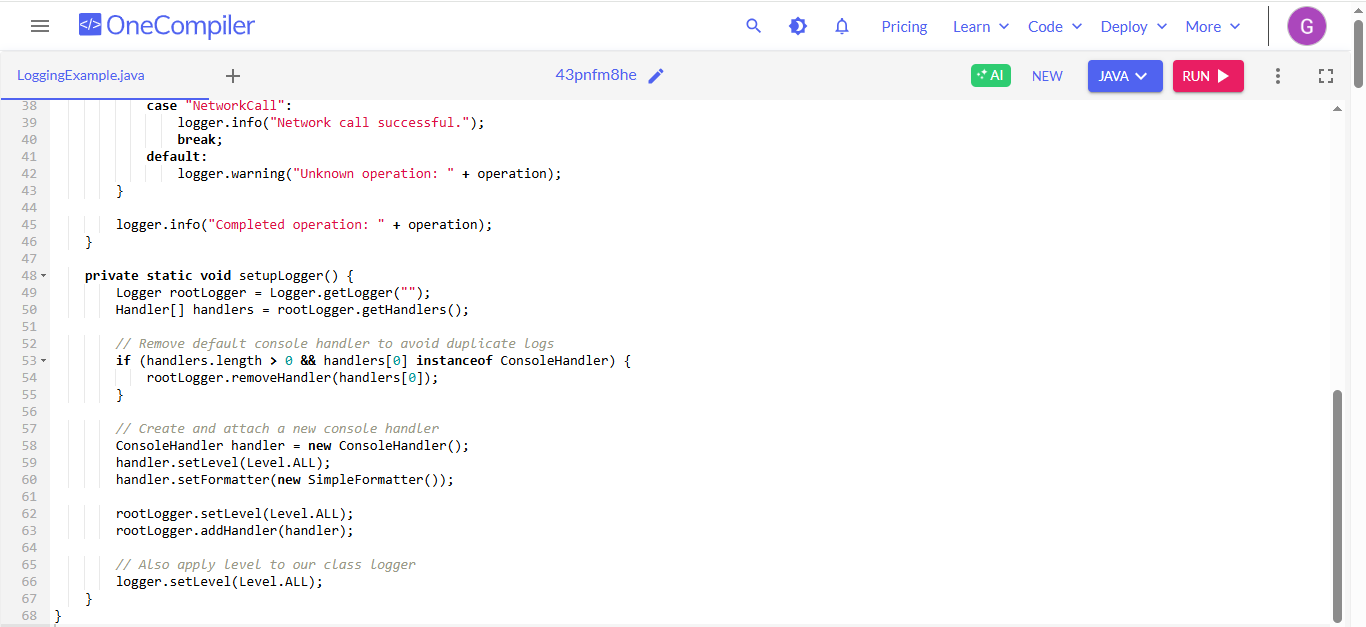 </> OneCompiler
Pricing Learn Code Deploy More
G
LoggingExample.java + 43pnfm8he AI NEW JAVA RUN
38             case "NetworkCall":
39                 logger.info("Network call successful.");
40                 break;
41             default:
42                 logger.warning("Unknown operation: " + operation);
43         }
44
45         logger.info("Completed operation: " + operation);
46     }
47
48     private static void setupLogger() {
49         Logger rootLogger = Logger.getLogger("");
50         Handler[] handlers = rootLogger.getHandlers();
51
52         // Remove default console handler to avoid duplicate logs
53         if (handlers.length > 0 && handlers[0] instanceof ConsoleHandler) {
54             rootLogger.removeHandler(handlers[0]);
55         }
56
57         // Create and attach a new console handler
58         ConsoleHandler handler = new ConsoleHandler();
59         handler.setLevel(Level.ALL);
60         handler.setFormatter(new SimpleFormatter());
61
62         rootLogger.setLevel(Level.ALL);
63         rootLogger.addHandler(handler);
64
65         // Also apply level to our class logger
66         logger.setLevel(Level.ALL);
67     }
68 }